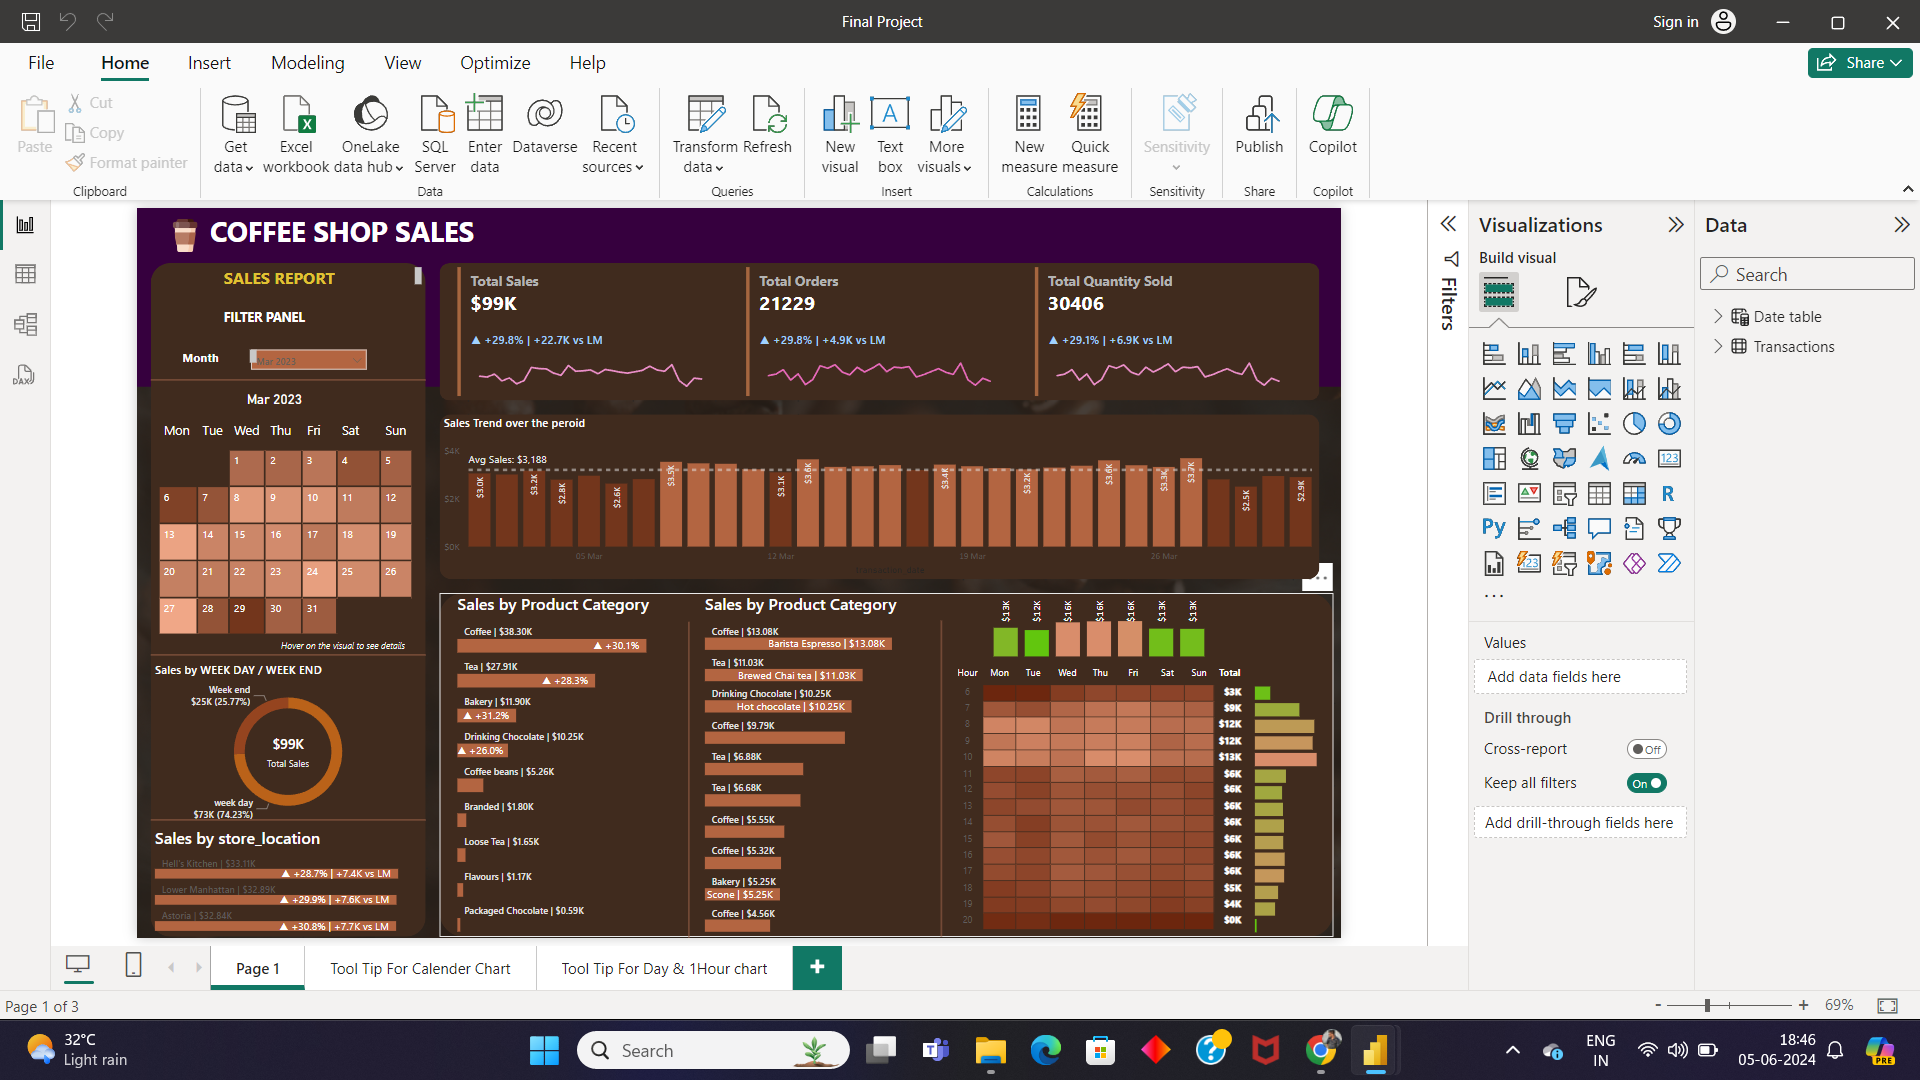 Final Project
Sign in
File Home Insert Modeling View Optimize Help
Share
Paste
Cut
Copy
Format painter
Clipboard
Get data
Excel workbook
OneLake data hub
SQL Server
Enter data
Dataverse
Recent sources
Data
Transform data
Refresh
Queries
New visual
Text box
More visuals
Insert
New measure
Quick measure
Calculations
Sensitivity
Sensitivity
Publish
Share
Copilot
Copilot
COFFEE SHOP SALES
SALES REPORT
FILTER PANEL
Month
Mar 2023
Mar 2023
Mon Tue Wed Thu Fri Sat Sun
1 2 3 4 5
6 7 8 9 10 11 12
13 14 15 16 17 18 19
20 21 22 23 24 25 26
27 28 29 30 31
Hover on the visual to see details
Sales by WEEK DAY / WEEK END
Week end
$25K (25.77%)
$99K
Total Sales
week day
$73K (74.23%)
Sales by store_location
Hell's Kitchen | $33.11K
▲ +28.7% | +7.4K vs LM
Lower Manhattan | $32.89K
▲ +29.9% | +7.6K vs LM
Astoria | $32.84K
▲ +30.8% | +7.7K vs LM
Total Sales
$99K
▲ +29.8% | +22.7K vs LM
Total Orders
21229
▲ +29.8% | +4.9K vs LM
Total Quantity Sold
30406
▲ +29.1% | +6.9K vs LM
Sales Trend over the peroid
$4K
Avg Sales: $3,188
$2K
$0K
$3.0K $3.2K $2.8K $2.6K $3.5K $3.1K $3.6K $3.4K $3.2K $3.6K $3.3K $3.7K $2.5K $2.9K
05 Mar 12 Mar 19 Mar 26 Mar
Sales by Product Category
Coffee | $38.30K
▲ +30.1%
Tea | $27.91K
▲ +28.3%
Bakery | $11.90K
▲ +31.2%
Drinking Chocolate | $10.25K
▲ +26.0%
Coffee beans | $5.26K
Branded | $1.80K
Loose Tea | $1.65K
Flavours | $1.17K
Packaged Chocolate | $0.59K
Sales by Product Category
Coffee | $13.08K
Barista Espresso | $13.08K
Tea | $11.03K
Brewed Chai tea | $11.03K
Drinking Chocolate | $10.25K
Hot chocolate | $10.25K
Coffee | $9.79K
Tea | $6.88K
Tea | $6.68K
Coffee | $5.55K
Coffee | $5.32K
Bakery | $5.25K
Scone | $5.25K
Coffee | $4.56K
$13K $12K $16K $16K $16K $13K $13K
Hour Mon Tue Wed Thu Fri Sat Sun Total
6 $3K
7 $9K
8 $12K
9 $12K
10 $13K
11 $6K
12 $6K
13 $6K
14 $6K
15 $6K
16 $6K
17 $6K
18 $5K
19 $4K
20 $0K
Filters
Visualizations
Build visual
123
R
Py
123
Values
Add data fields here
Drill through
Cross-report
Off
Keep all filters
On
Add drill-through fields here
Data
Search
Date table
Transactions
DAX
Page 1
Tool Tip For Calender Chart
Tool Tip For Day & 1Hour chart
+
Page 1 of 3
- + 69%
32°C
Light rain
Search
ENG
IN
18:46
05-06-2024
PRE